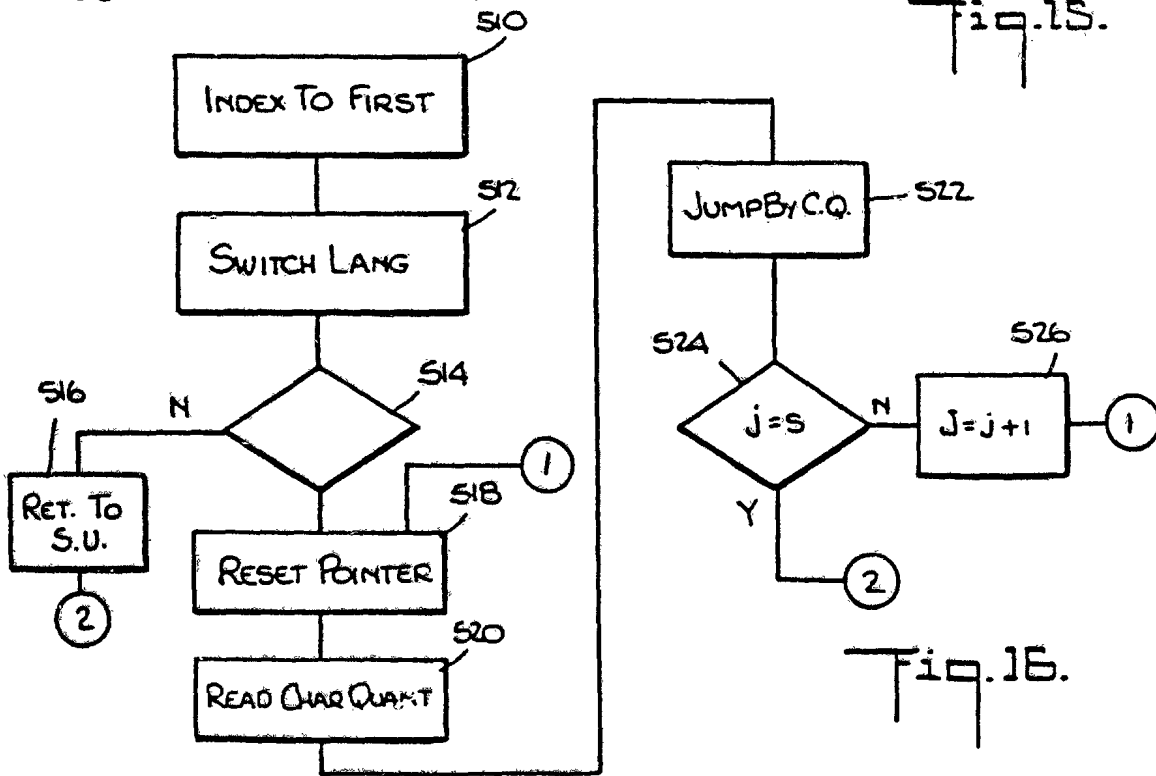 Fig.15.
510
INDEX TO FIRST
512
SWITCH LANG
514
N
516
RET. TO
S.U.
2
1
518
RESET POINTER
520
READ CHAR QUANT
JUMP BY C.Q.
522
524
j=S
N
526
J=j+1
1
Y
2
Fig.16.